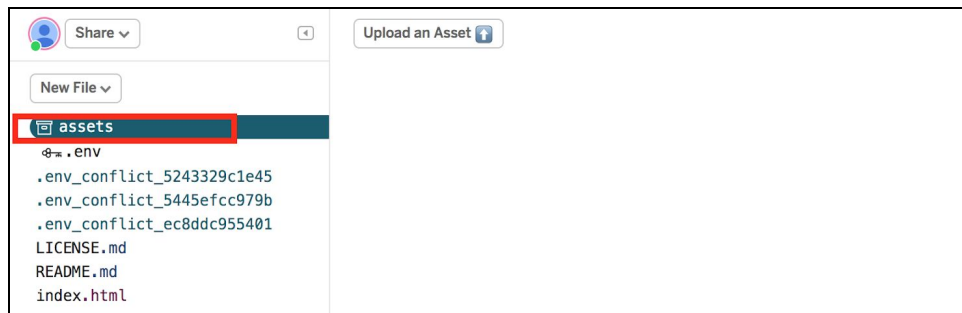 Share
Upload an Asset
New File
assets
.env
.env_conflict_5243329c1e45
.env_conflict_5445efcc979b
.env_conflict_ec8ddc955401
LICENSE.md
README.md
index.html